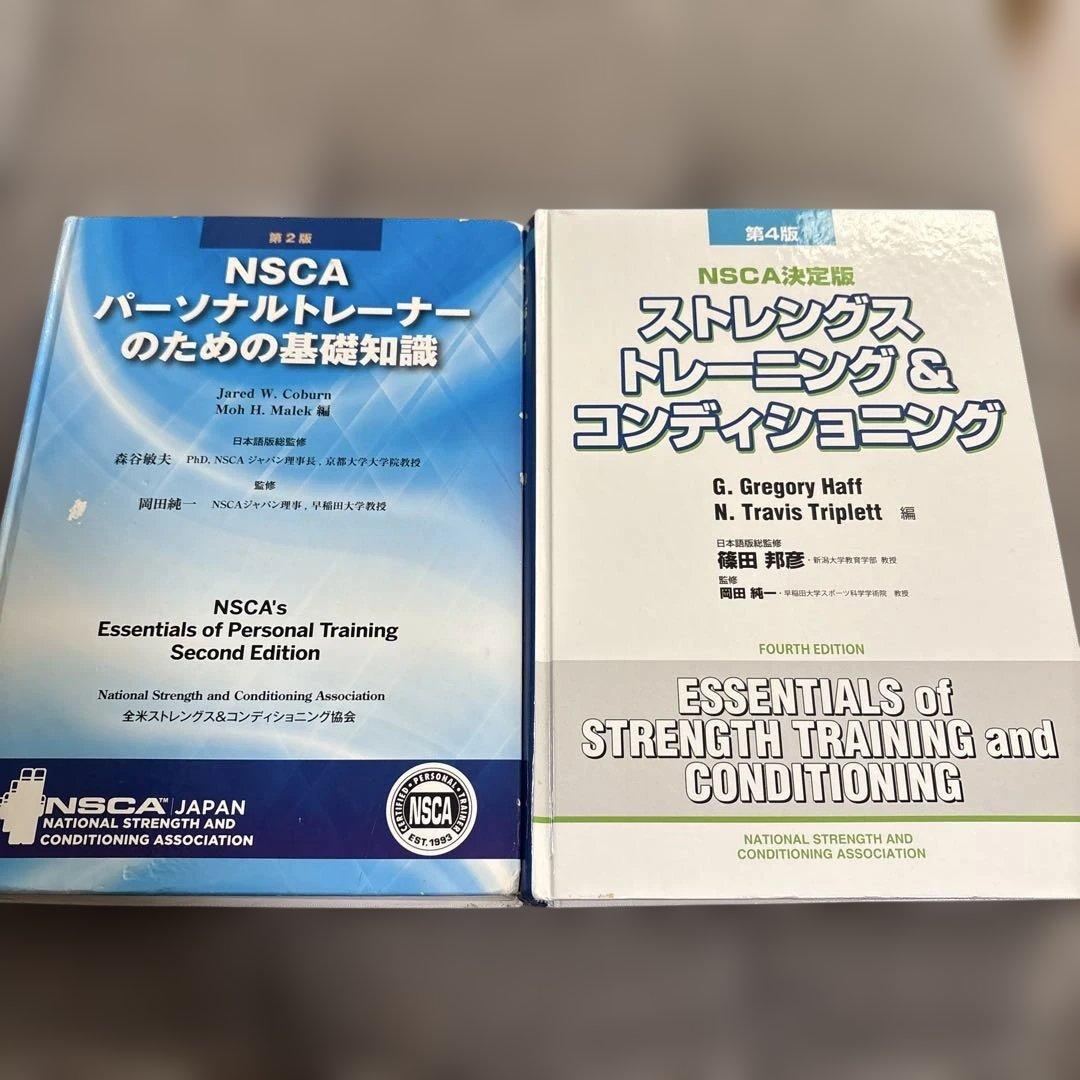 第2版
NSCA
パーソナルトレーナー
のための基礎知識
Jared W. Coburn
Moh H. Malek 編
日本語版総監修
森谷敏夫 PhD, NSCA ジャパン理事長, 京都大学大学院教授
監修
岡田純一 NSCAジャパン理事, 早稲田大学教授
NSCA's
Essentials of Personal Training
Second Edition
National Strength and Conditioning Association
全米ストレングス&コンディショニング協会
NSCA™ JAPAN
NATIONAL STRENGTH AND
CONDITIONING ASSOCIATION
CERTIFIED・PERSONAL・TRAINER
NSCA
EST. 1993
第4版
NSCA決定版
ストレングス
トレーニング&
コンディショニング
G. Gregory Haff
N. Travis Triplett 編
日本語版総監修
篠田 邦彦・新潟大学教育学部 教授
監修
岡田 純一・早稲田大学スポーツ科学学術院 教授
FOURTH EDITION
ESSENTIALS of
STRENGTH TRAINING and
CONDITIONING
NATIONAL STRENGTH AND
CONDITIONING ASSOCIATION